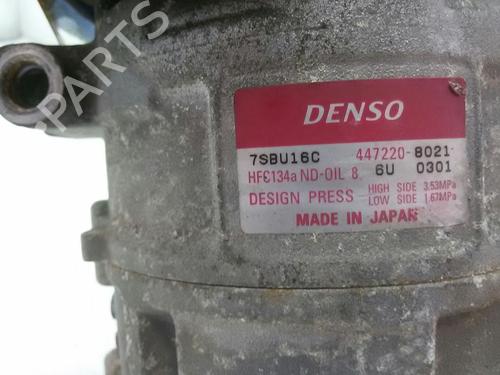 DENSO
7SBU16C 447220-8021
HFC134a ND-OIL 8 6U 0301
DESIGN PRESS HIGH SIDE 3.53MPa
LOW SIDE 1.67MPa
MADE IN JAPAN